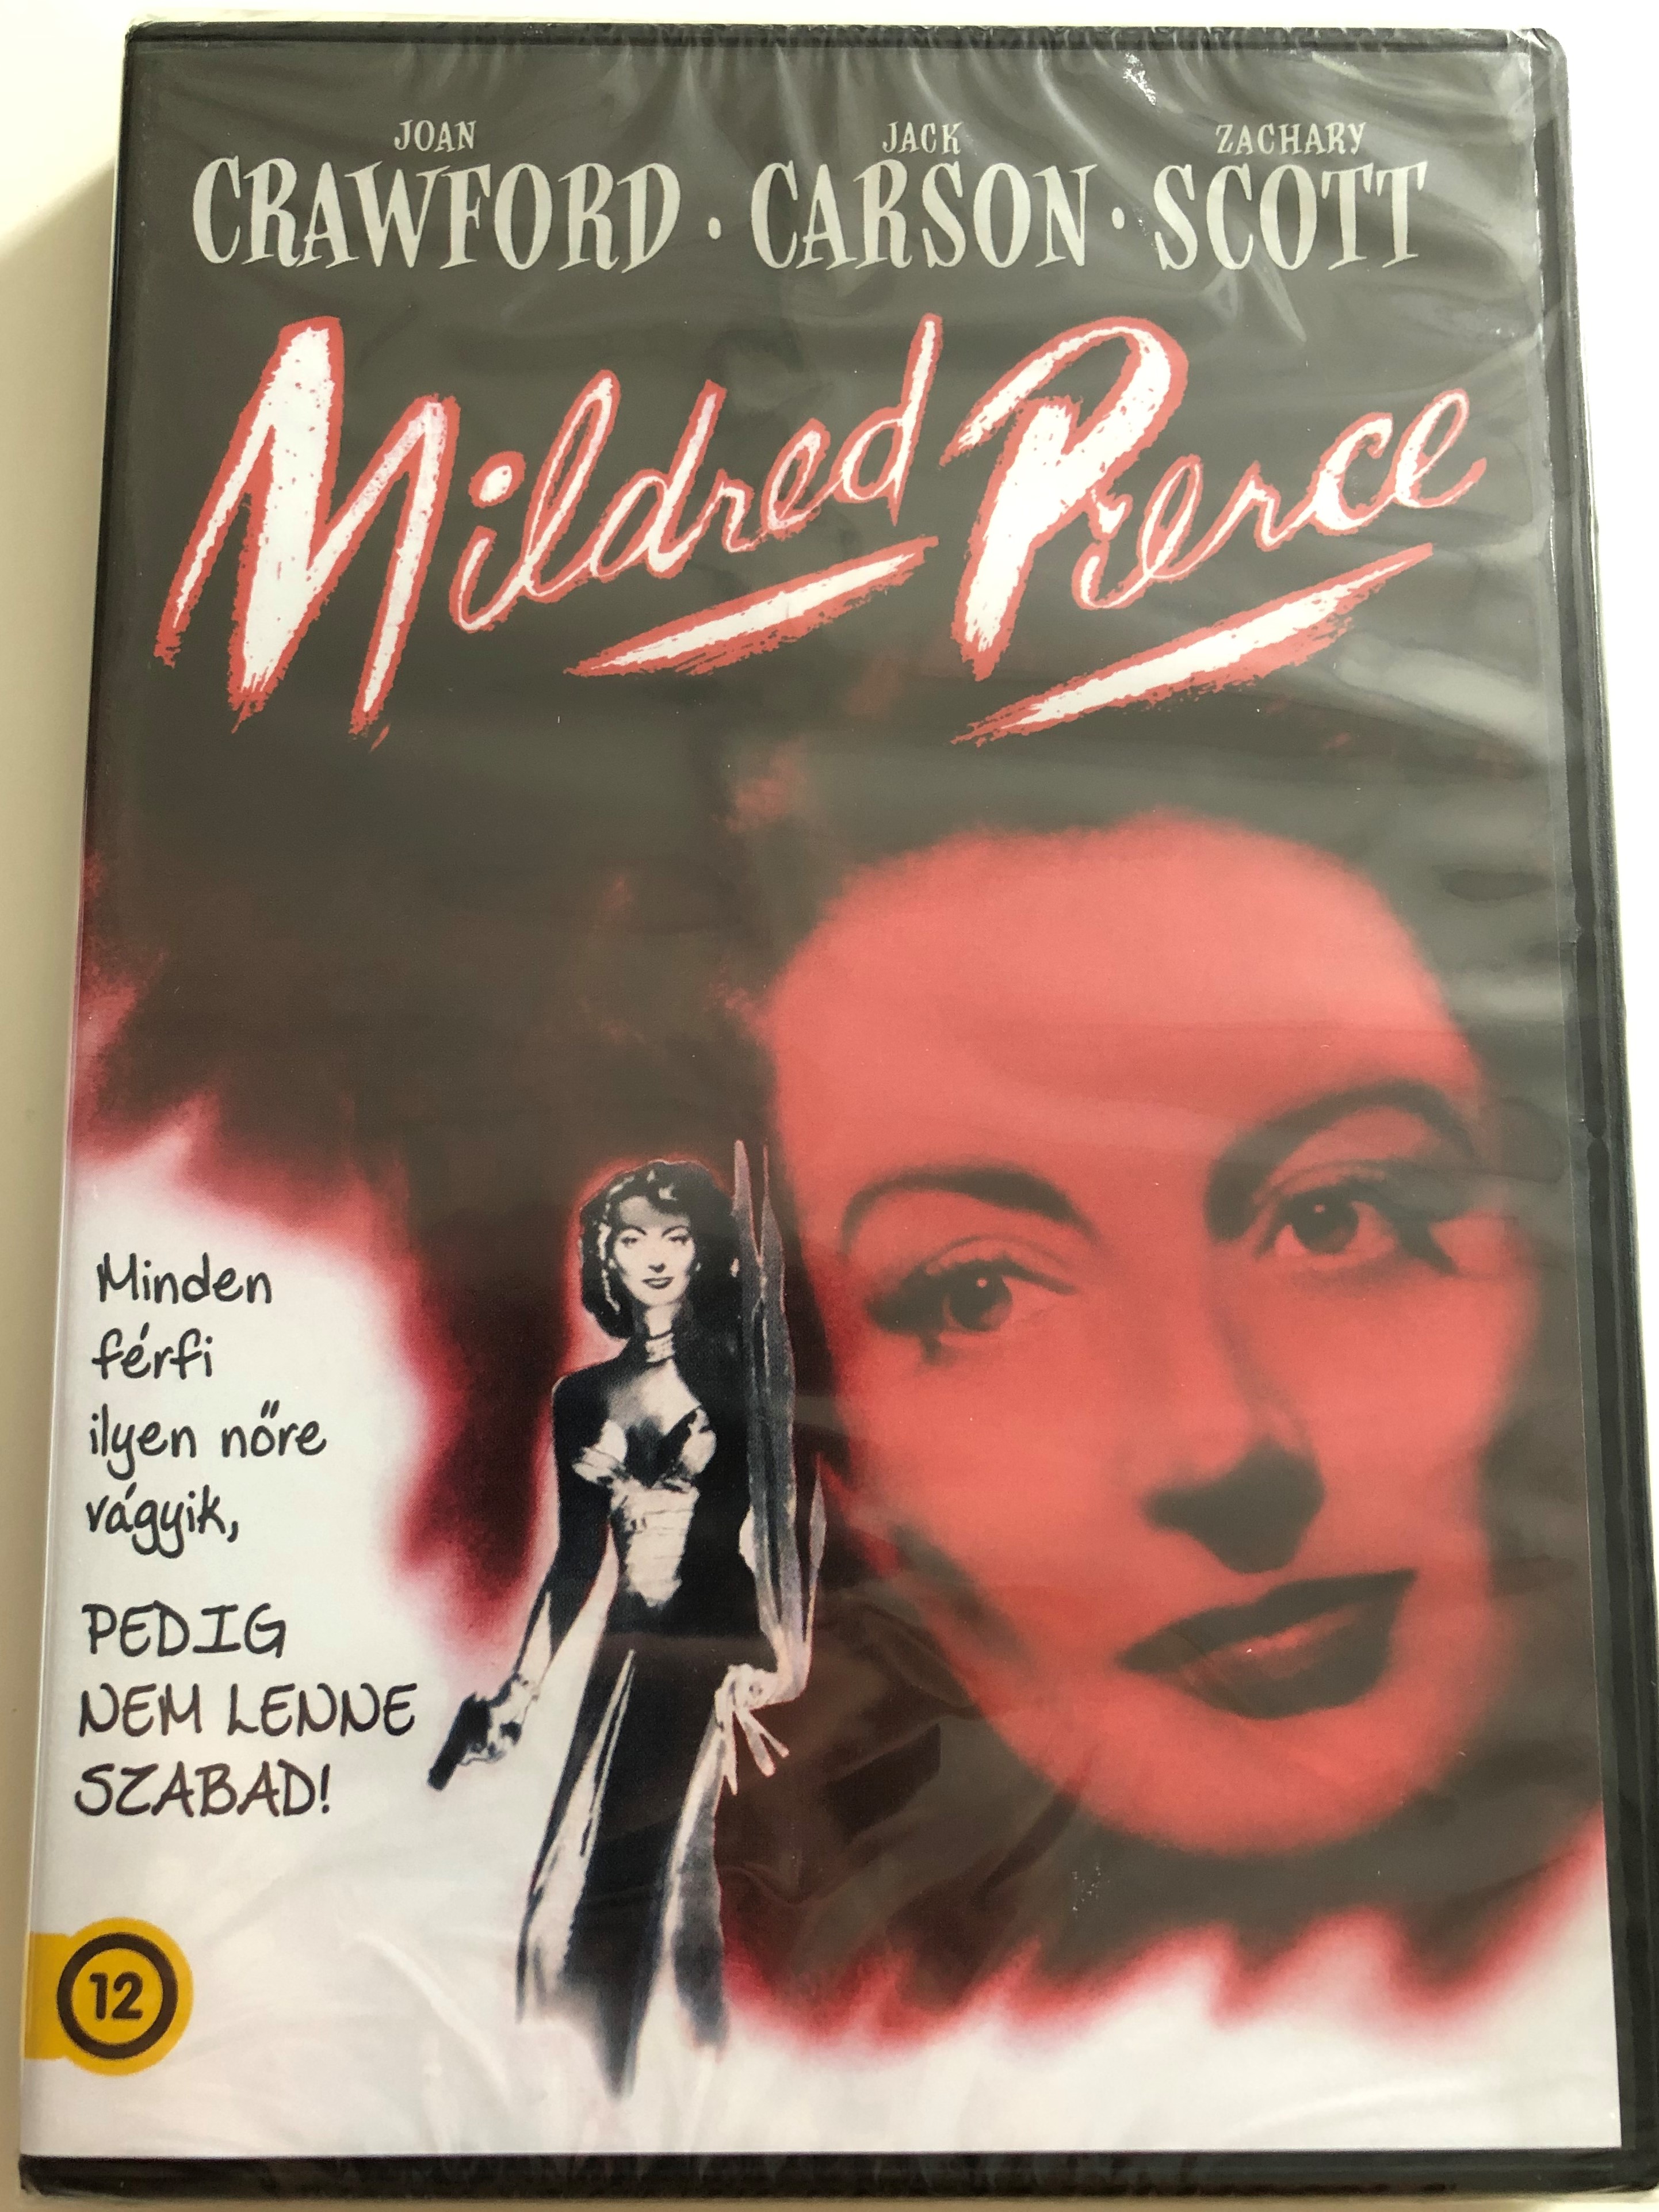 JOAN JACK ZACHARY
CRAWFORD · CARSON · SCOTT
Mildred Pierce
Minden
férfi
ilyen nőre
vágyik,
PEDIG
NEM LENNE
SZABAD!
12